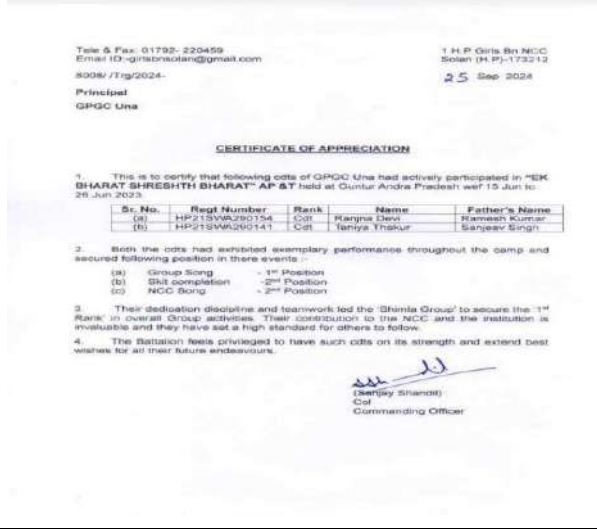 Tele & Fax: 01792- 220459
Email ID:-girlsbnsolan@gmail.com
1 H.P Girls Bn NCC
Solan (H.P)-173212
8008/ /Trg/2024-
25 Sep 2024
Principal
GPGC Una
CERTIFICATE OF APPRECIATION
1. This is to certify that following cdts of GPGC Una had actively participated in "EK
BHARAT SHRESHTH BHARAT" AP &T held at Guntur Andra Pradesh wef 15 Jun to
26 Jun 2023.
Sr. No. Regt Number Rank Name Father's Name
(a) HP21SWA290154 Cdt Ranjna Devi Ramesh Kumar
(b) HP21SWA290141 Cdt Taniya Thakur Sanjeev Singh
2. Both the cdts had exhibited exemplary performance throughout the camp and
secured following position in there events :-
(a) Group Song - 1st Position
(b) Skit completion -2nd Position
(c) NCC Song - 2nd Position
3. Their dedication discipline and teamwork led the 'Shimla Group' to secure the '1st
Rank' in overall Group activities. Their contribution to the NCC and the institution is
invaluable and they have set a high standard for others to follow.
4. The Battalion feels privileged to have such cdts on its strength and extend best
wishes for all their future endeavours.
(Sanjay Shandil)
Col
Commanding Officer